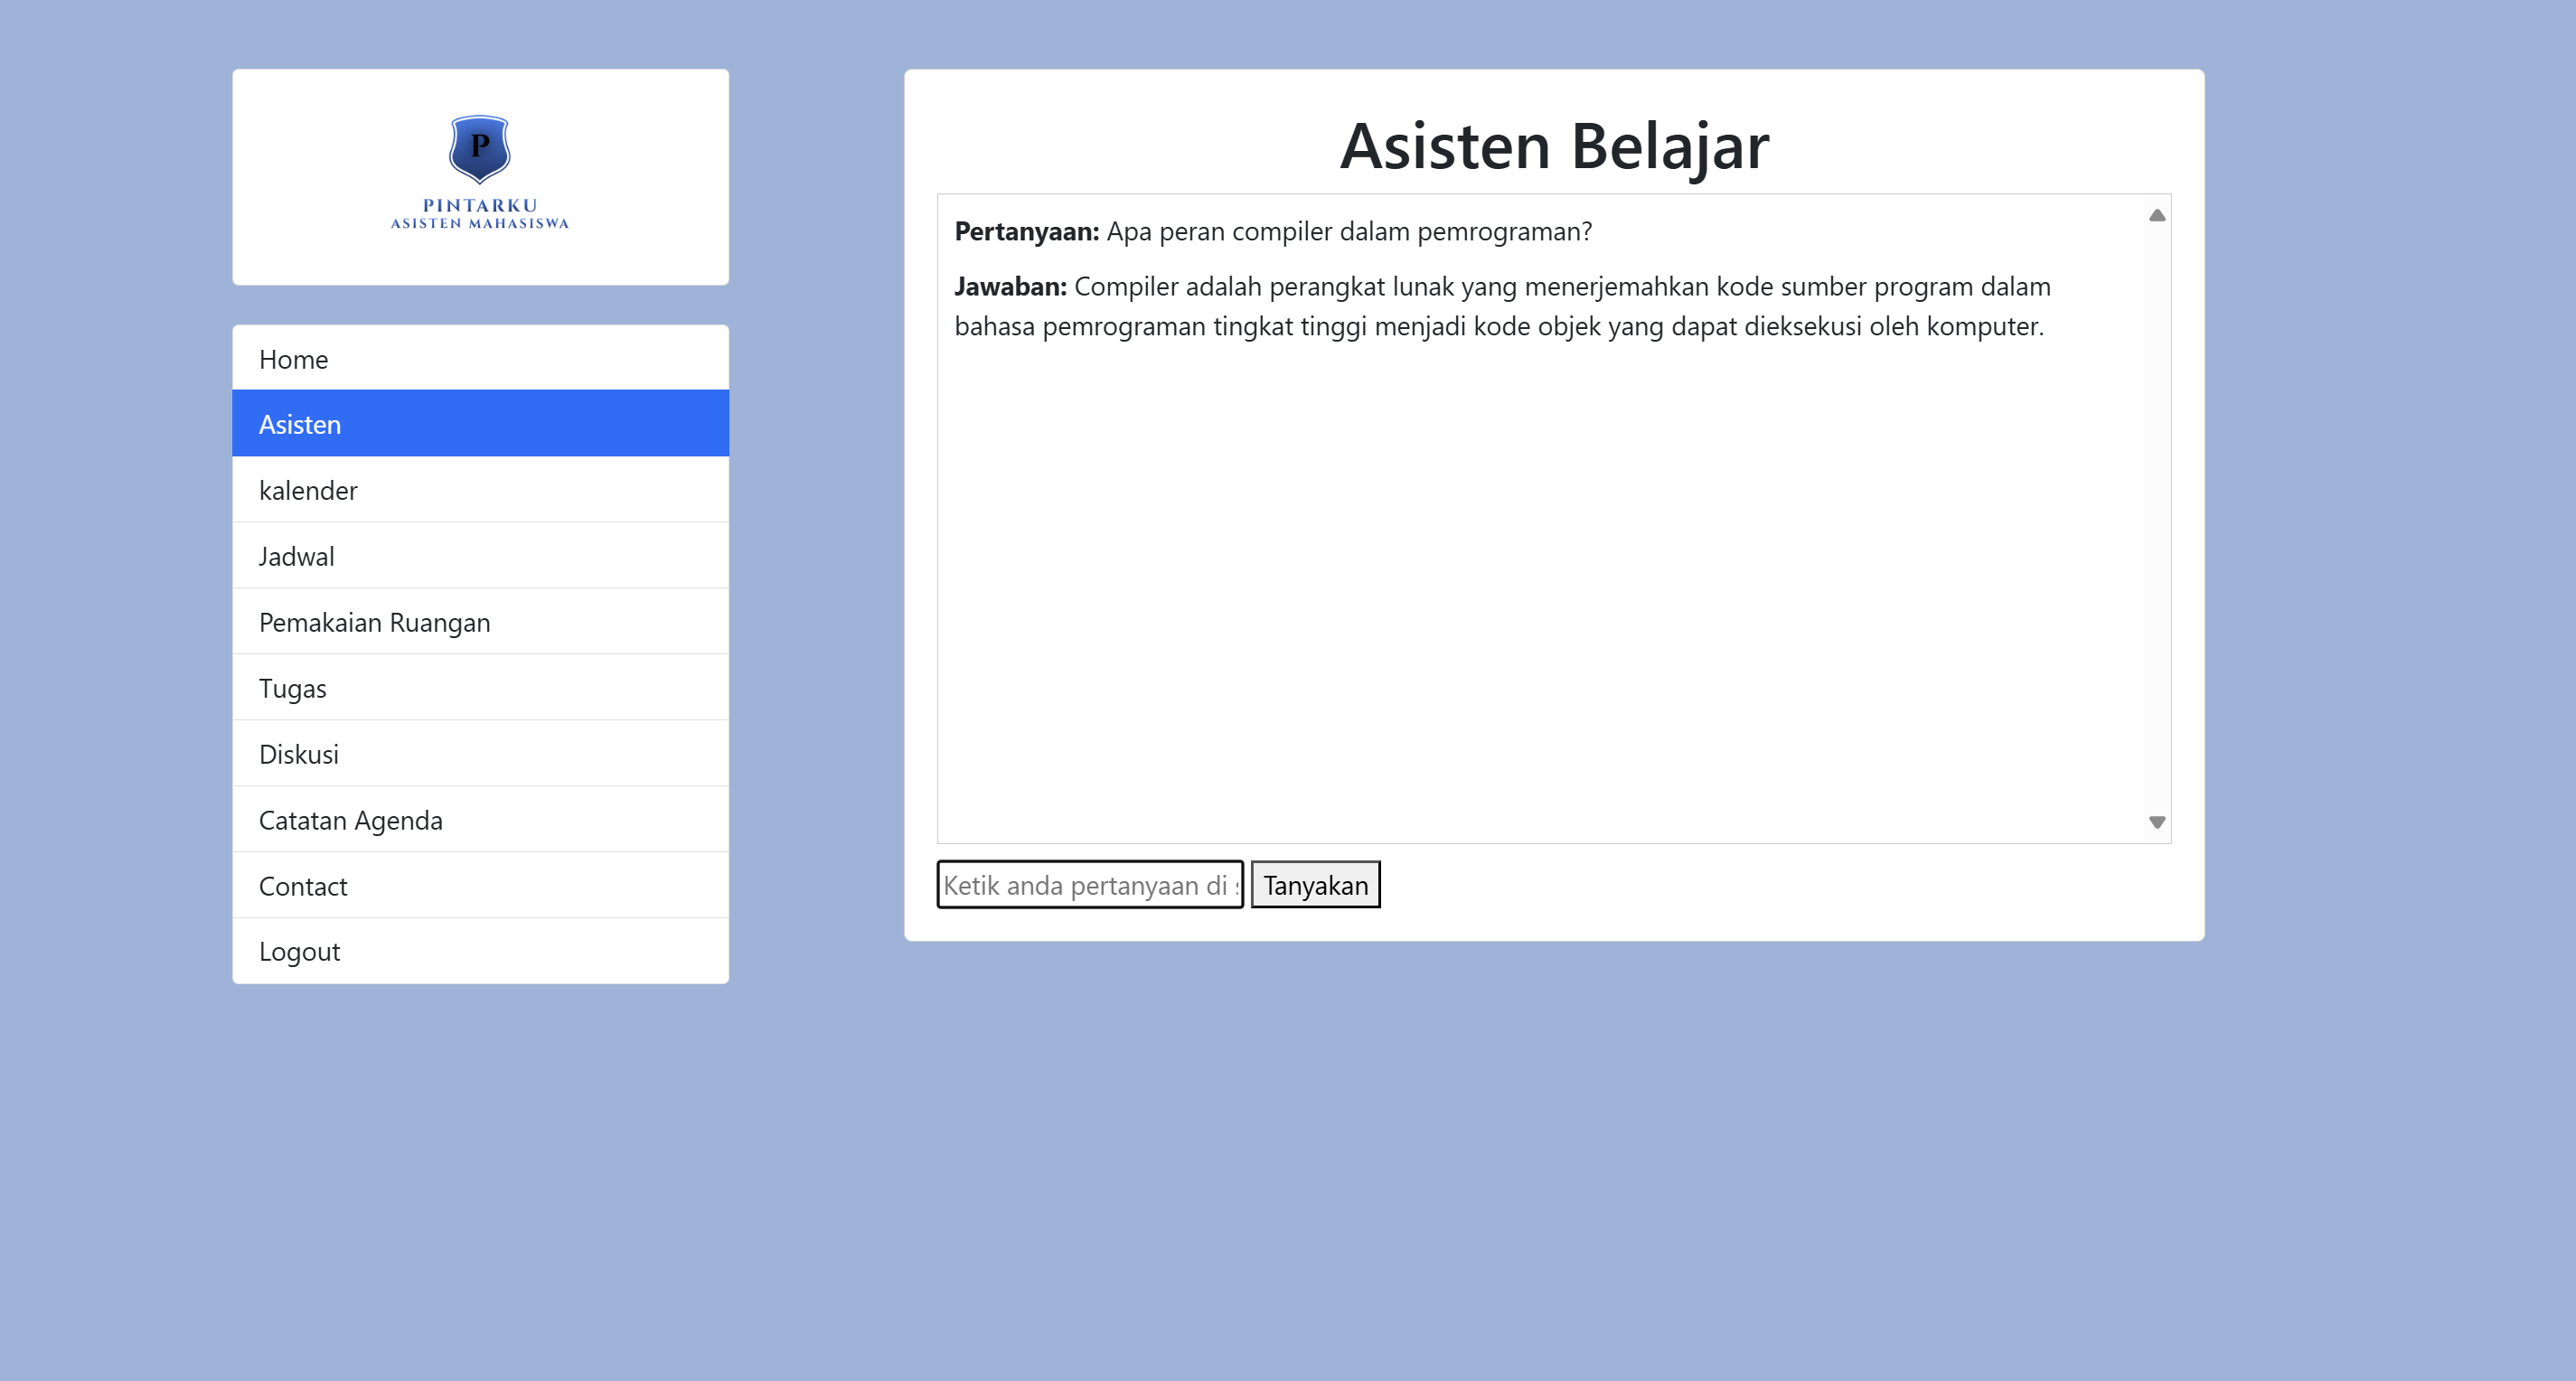 P
PINTARKU
ASISTEN MAHASISWA
Home
Asisten
kalender
Jadwal
Pemakaian Ruangan
Tugas
Diskusi
Catatan Agenda
Contact
Logout
Asisten Belajar
Pertanyaan: Apa peran compiler dalam pemrograman?
Jawaban: Compiler adalah perangkat lunak yang menerjemahkan kode sumber program dalam
bahasa pemrograman tingkat tinggi menjadi kode objek yang dapat dieksekusi oleh komputer.
Ketik anda pertanyaan di
Tanyakan